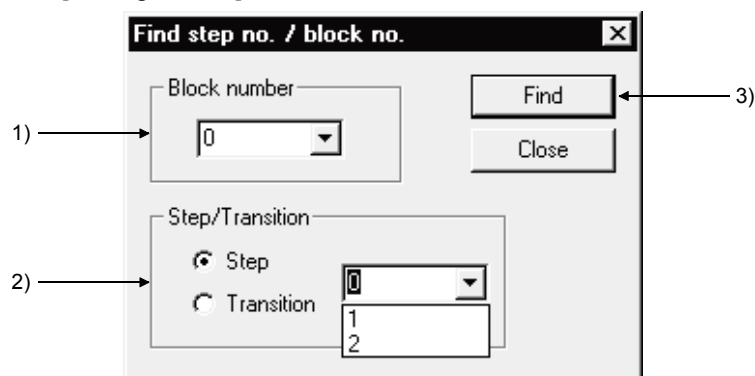 Find step no. / block no.
Block number
Find
3)
1)
0
Close
Step/Transition
Step
2)
0
Transition
1
2